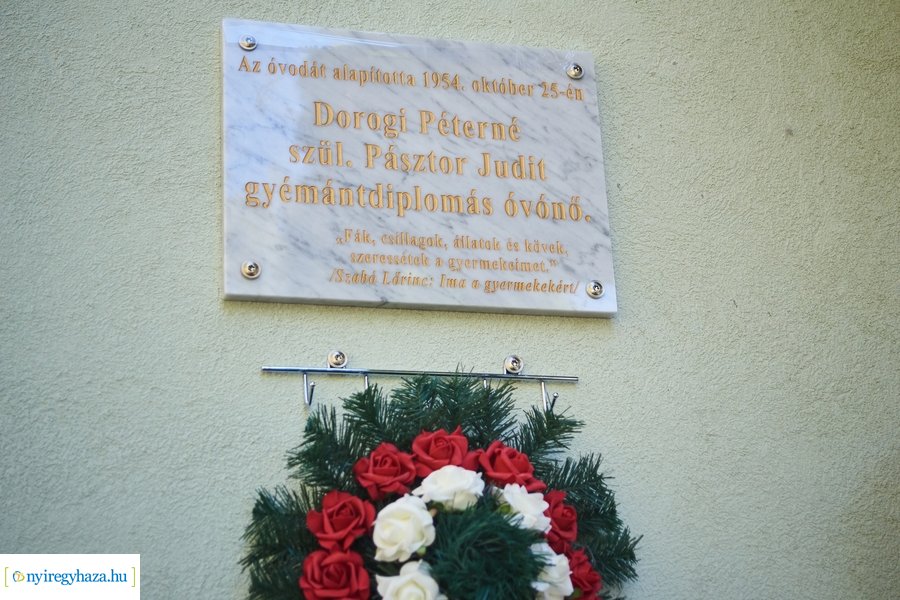 Az óvodát alapította 1954. október 25-én
Dorogi Péterné
szül. Pásztor Judit
gyémántdiplomás óvónő.
„Fák, csillagok, állatok és kövek,
szeressétek a gyermekeimet.”
/Szabó Lőrinc: Ima a gyermekekért/
nyiregyhaza.hu